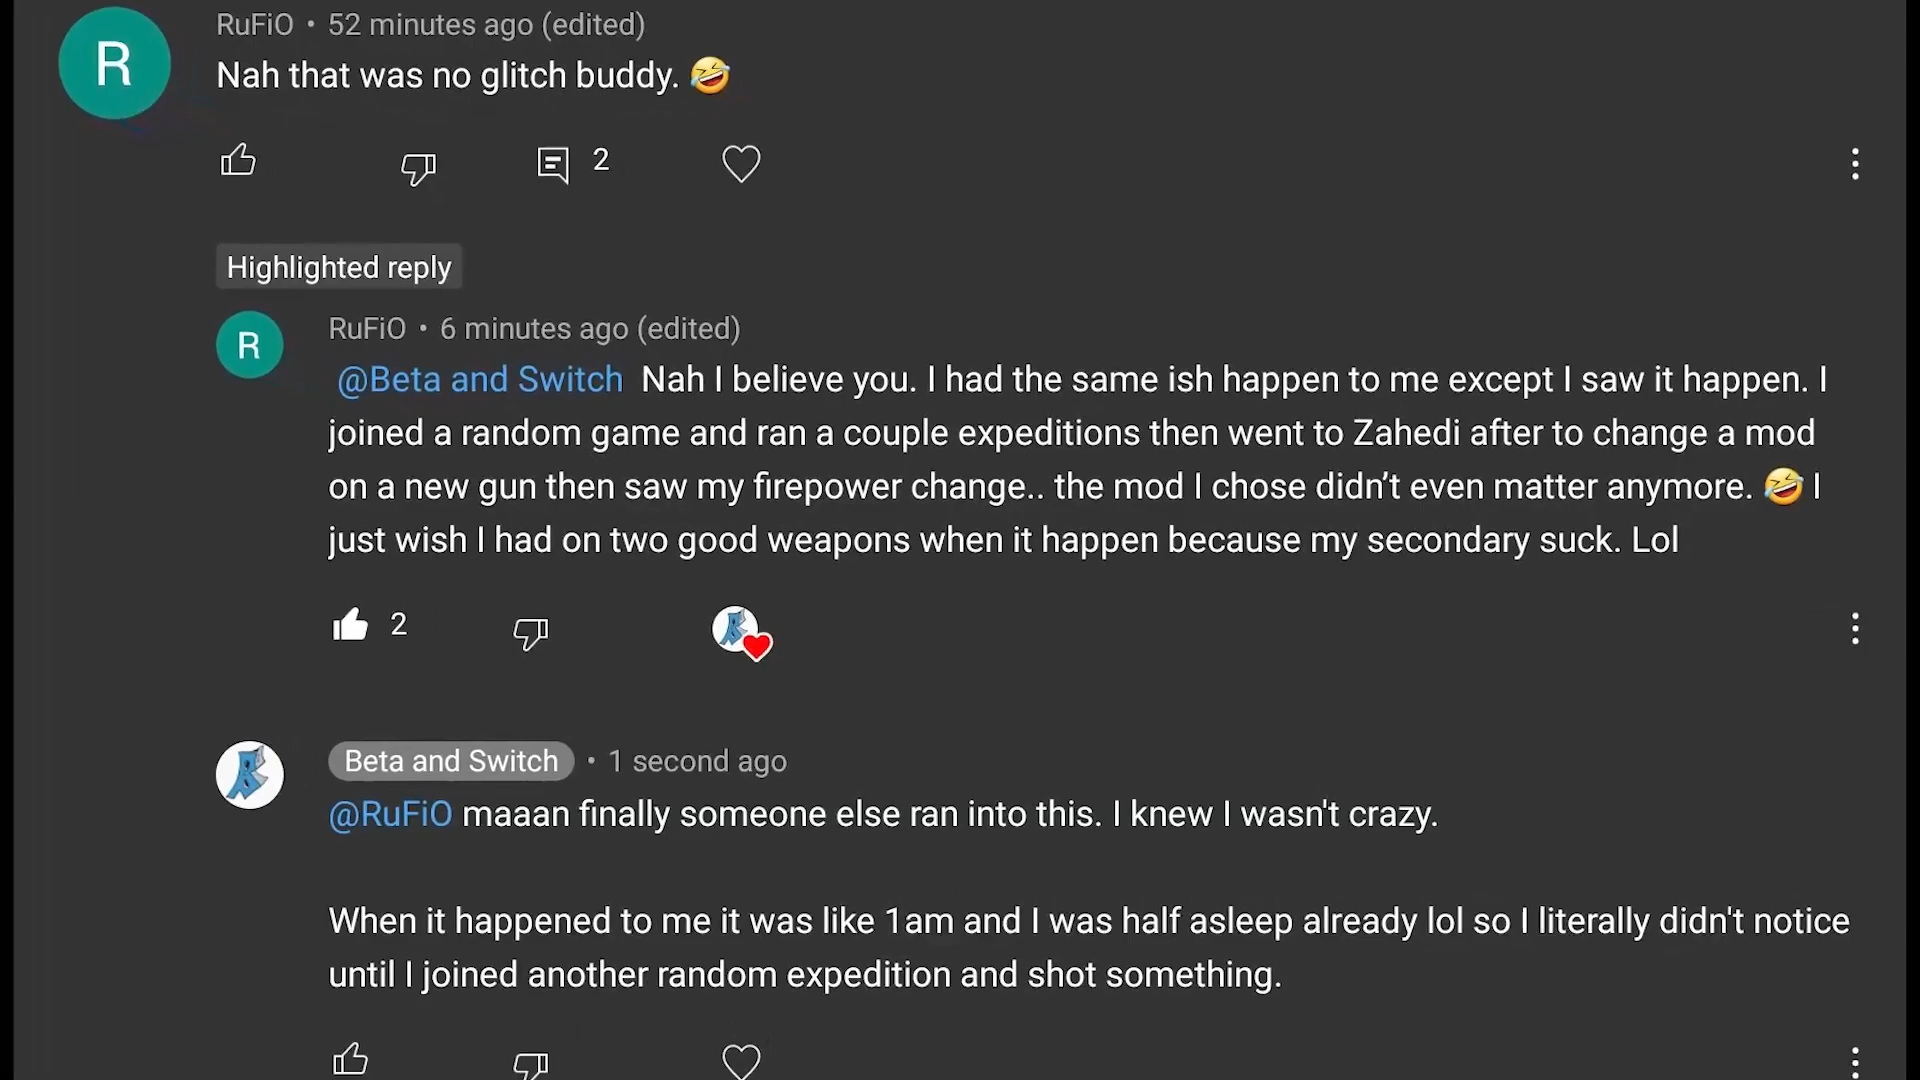 R
RuFiO • 52 minutes ago (edited)
Nah that was no glitch buddy. 🤣
2
Highlighted reply
R
RuFiO • 6 minutes ago (edited)
@Beta and Switch Nah I believe you. I had the same ish happen to me except I saw it happen. I
joined a random game and ran a couple expeditions then went to Zahedi after to change a mod
on a new gun then saw my firepower change.. the mod I chose didn’t even matter anymore. 🤣 I
just wish I had on two good weapons when it happen because my secondary suck. Lol
2
Beta and Switch • 1 second ago
@RuFiO maaan finally someone else ran into this. I knew I wasn't crazy.
When it happened to me it was like 1am and I was half asleep already lol so I literally didn't notice
until I joined another random expedition and shot something.